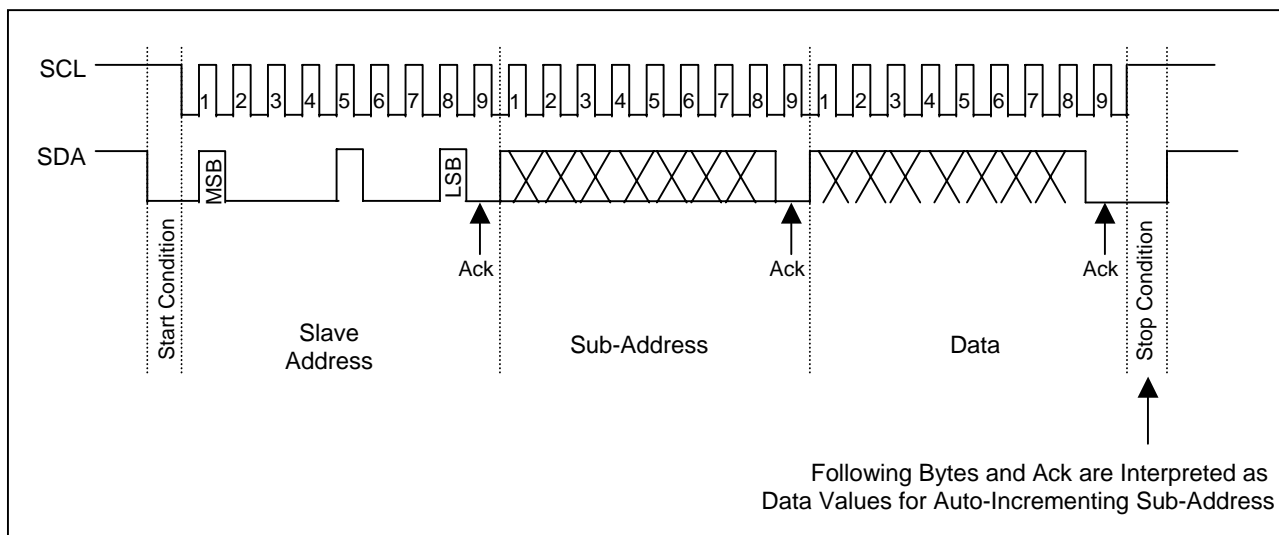 SCL
1 2 3 4 5 6 7 8 9 1 2 3 4 5 6 7 8 9 1 2 3 4 5 6 7 8 9
SDA
MSB
LSB
Ack
Ack
Ack
Start Condition
Slave
Address
Sub-Address
Data
Stop Condition
Following Bytes and Ack are Interpreted as
Data Values for Auto-Incrementing Sub-Address